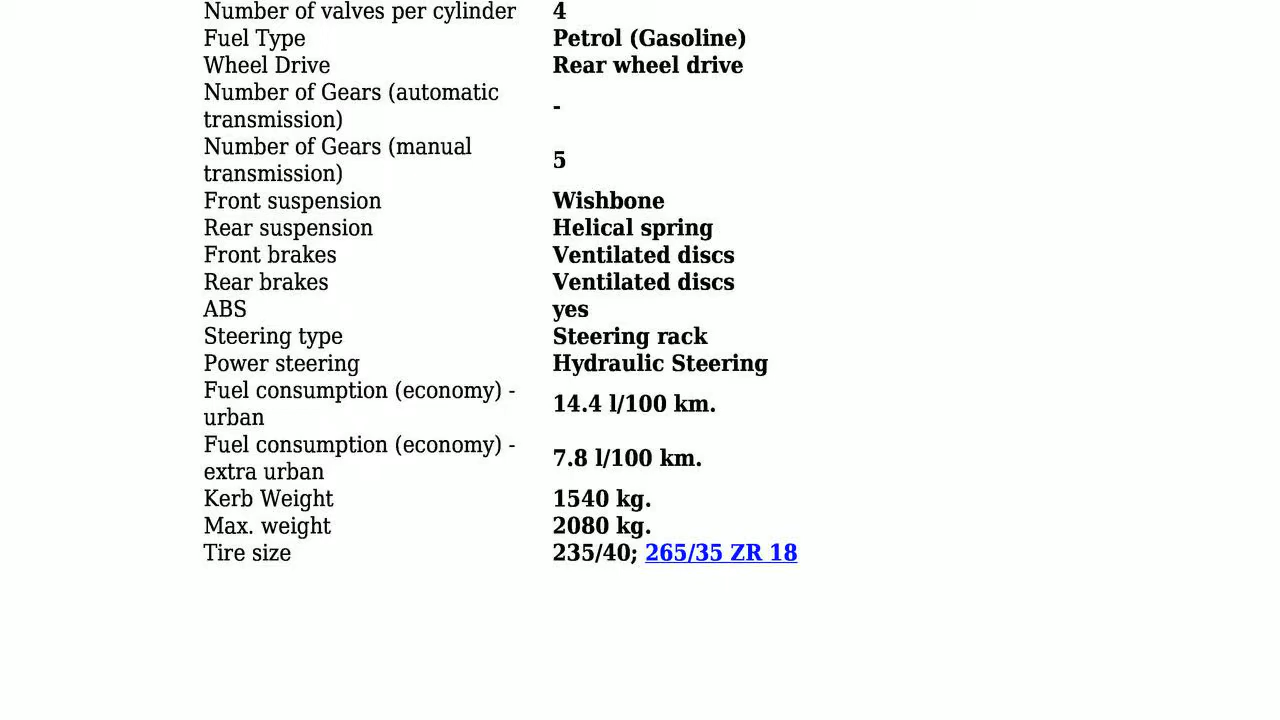 Number of valves per cylinder 4
Fuel Type Petrol (Gasoline)
Wheel Drive Rear wheel drive
Number of Gears (automatic
transmission) -
Number of Gears (manual
transmission) 5
Front suspension Wishbone
Rear suspension Helical spring
Front brakes Ventilated discs
Rear brakes Ventilated discs
ABS yes
Steering type Steering rack
Power steering Hydraulic Steering
Fuel consumption (economy) -
urban 14.4 l/100 km.
Fuel consumption (economy) -
extra urban 7.8 l/100 km.
Kerb Weight 1540 kg.
Max. weight 2080 kg.
Tire size 235/40; 265/35 ZR 18